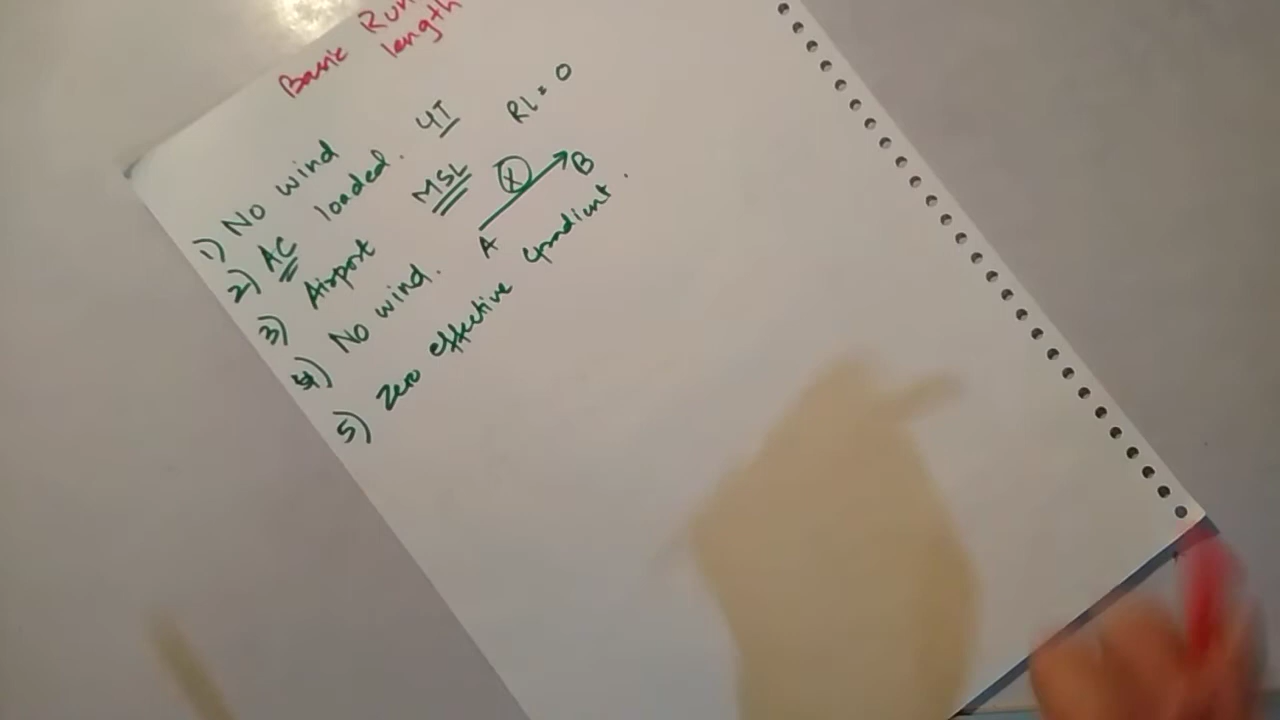 Basic Run
length
1) No wind
2) AC loaded. 4T
3) Airport MSL RL = 0
4) No wind. A X B
5) Zero effective gradient.